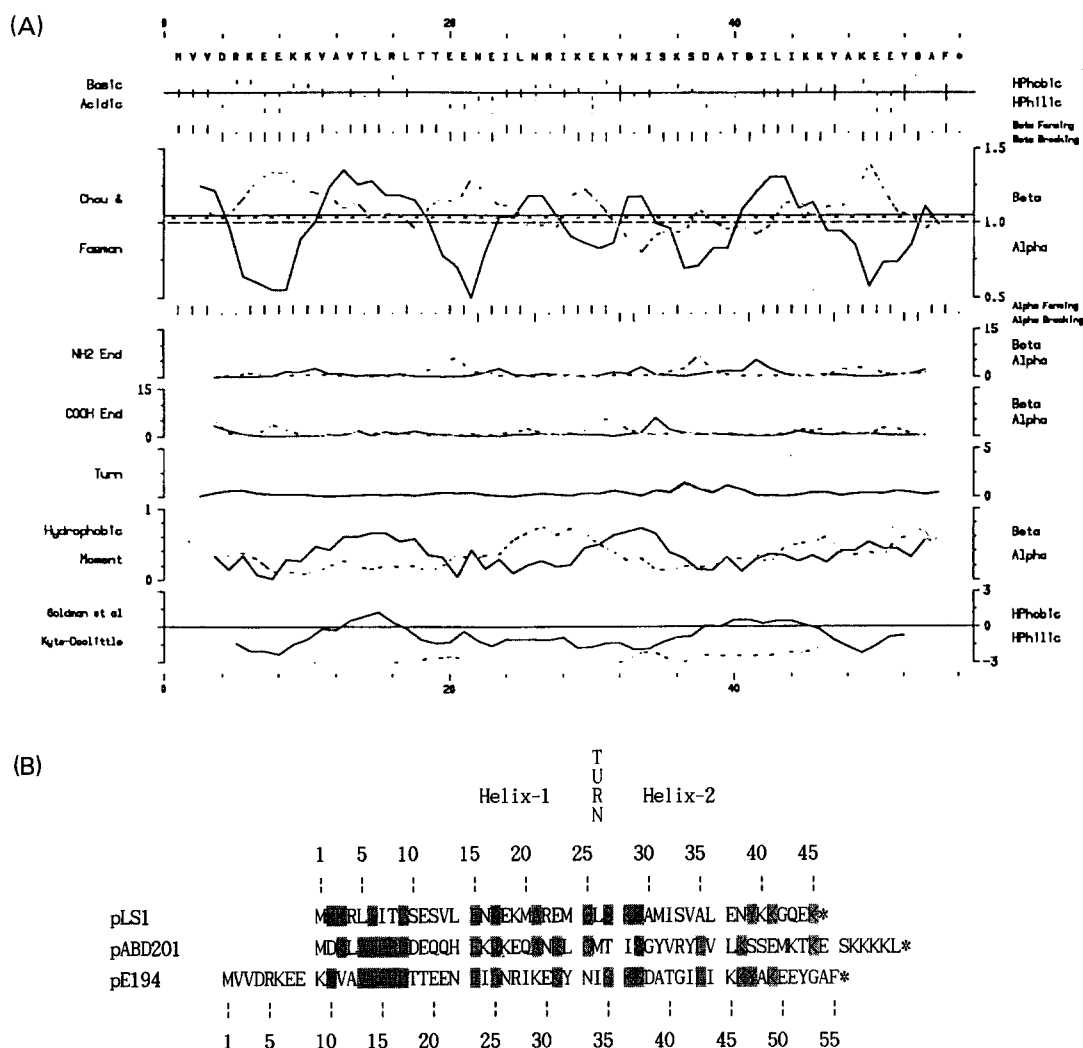 (A)
0 20 40
M V V D R K E E K K V A V T L R L T T E E N E I L N R I K E K Y N I S K S D A T G I L I K K Y A K E E Y G A F *
Basic HPhobic
Acidic HPhilic
Beta Forming
Beta Breaking
1.5
Chou & Beta
1.0
Fasman Alpha
0.5
Alpha Forming
Alpha Breaking
15
NH2 End Beta
Alpha
0
15
COOH End Beta
Alpha
0
5
Turn
0
1
Hydrophobic Beta
Moment Alpha
0
3
Goldman et al HPhobic
0
Kyte-Doolittle HPhilic
-3
0 20 40
(B)
TURN
Helix-1 Helix-2
1 5 10 15 20 25 30 35 40 45
pLS1
pABD201 SKKKKL*
pE194 MVVDRKEE
1 5 10 15 20 25 30 35 40 45 50 55